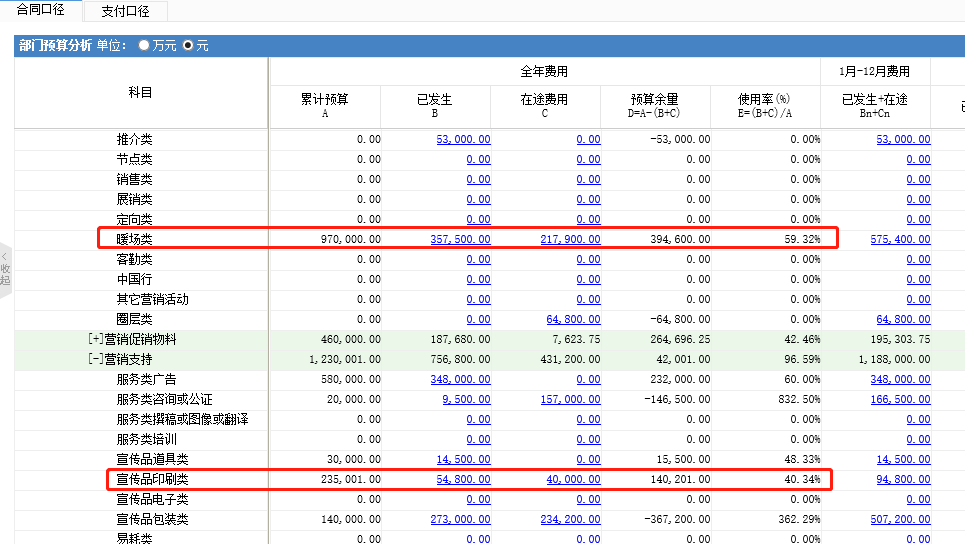 合同口径 支付口径
部门预算分析 单位: 万元 元
科目 全年费用 1月-12月费用
累计预算 已发生 在途费用 预算余量 使用率(%) 已发生+在途
A B C D=A-(B+C) E=(B+C)/A Bn+Cn
推介类 0.00 53,000.00 0.00 -53,000.00 0.00% 53,000.00
节点类 0.00 0.00 0.00 0.00 0.00% 0.00
销售类 0.00 0.00 0.00 0.00 0.00% 0.00
展销类 0.00 0.00 0.00 0.00 0.00% 0.00
定向类 0.00 0.00 0.00 0.00 0.00% 0.00
暖场类 970,000.00 357,500.00 217,900.00 394,600.00 59.32% 575,400.00
客勤类 0.00 0.00 0.00 0.00 0.00% 0.00
中国行 0.00 0.00 0.00 0.00 0.00% 0.00
其它营销活动 0.00 0.00 0.00 0.00 0.00% 0.00
圈层类 0.00 0.00 64,800.00 -64,800.00 0.00% 64,800.00
[+]营销促销物料 460,000.00 187,680.00 7,623.75 264,696.25 42.46% 195,303.75
[-]营销支持 1,230,001.00 756,800.00 431,200.00 42,001.00 96.59% 1,188,000.00
服务类广告 580,000.00 348,000.00 0.00 232,000.00 60.00% 348,000.00
服务类咨询或公证 20,000.00 9,500.00 157,000.00 -146,500.00 832.50% 166,500.00
服务类撰稿或图像或翻译 0.00 0.00 0.00 0.00 0.00% 0.00
服务类培训 0.00 0.00 0.00 0.00 0.00% 0.00
宣传品道具类 30,000.00 14,500.00 0.00 15,500.00 48.33% 14,500.00
宣传品印刷类 235,001.00 54,800.00 40,000.00 140,201.00 40.34% 94,800.00
宣传品电子类 0.00 0.00 0.00 0.00 0.00% 0.00
宣传品包装类 140,000.00 273,000.00 234,200.00 -367,200.00 362.29% 507,200.00
易耗类 0.00 0.00 0.00 0.00 0.00% 0.00
收起